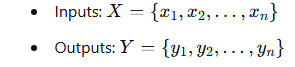 • Inputs: X = {x₁, x₂, . . . , xₙ}
• Outputs: Y = {y₁, y₂, . . . , yₙ}